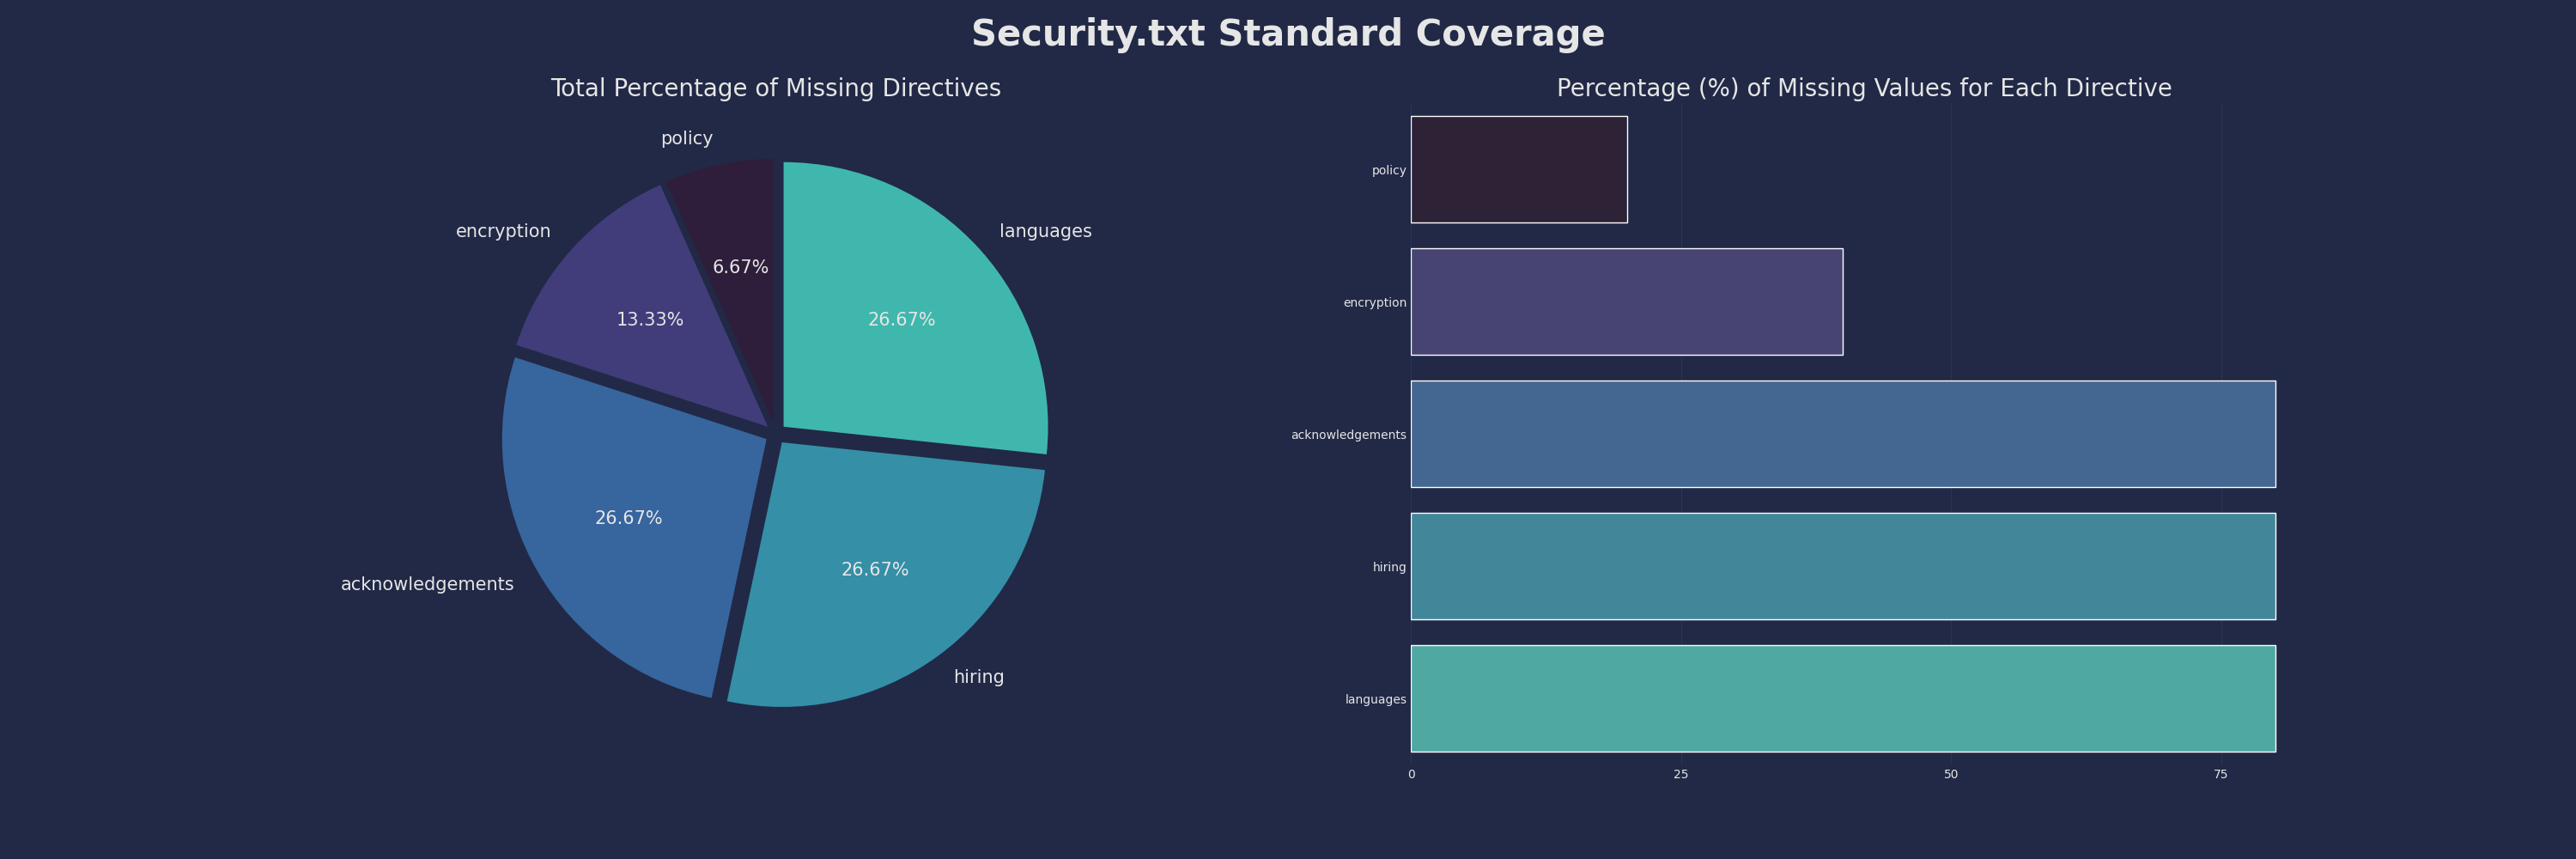 Security.txt Standard Coverage
Total Percentage of Missing Directives
policy
encryption
languages
6.67%
13.33%
26.67%
26.67%
26.67%
acknowledgements
hiring
Percentage (%) of Missing Values for Each Directive
policy
encryption
acknowledgements
hiring
languages
0 25 50 75